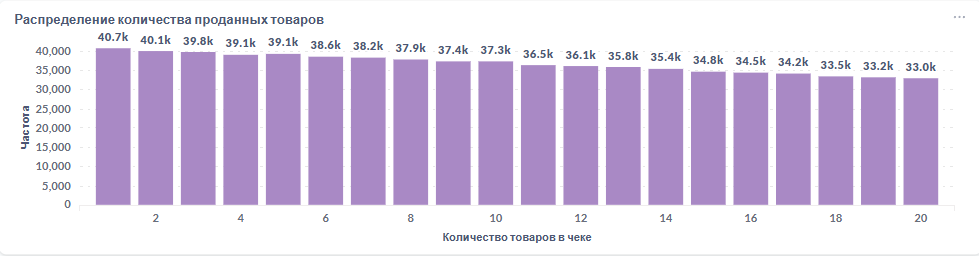 Распределение количества проданных товаров
...
40.7k 40.1k 39.8k 39.1k 39.1k 38.6k 38.2k 37.9k 37.4k 37.3k 36.5k 36.1k 35.8k 35.4k 34.8k 34.5k 34.2k 33.5k 33.2k 33.0k
40,000
35,000
30,000
25,000
20,000
15,000
10,000
5,000
0
Частота
2 4 6 8 10 12 14 16 18 20
Количество товаров в чеке